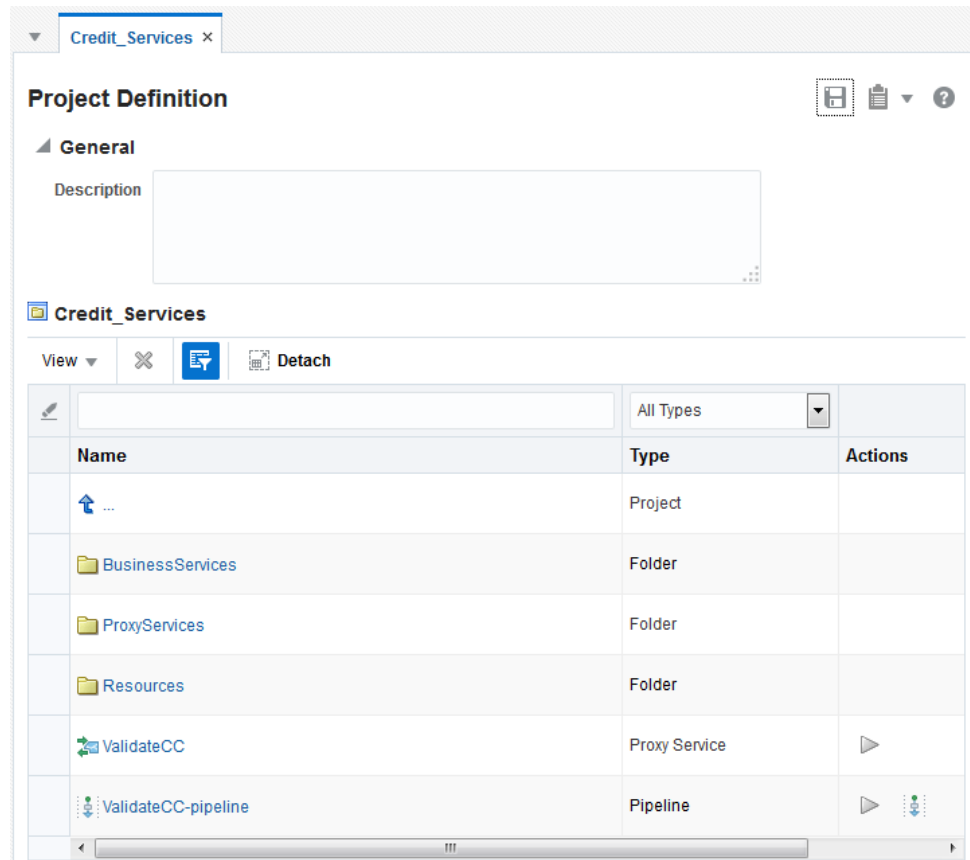 Credit_Services ×
Project Definition
General
Description
Credit_Services
View
Detach
All Types
Name Type Actions
... Project
BusinessServices Folder
ProxyServices Folder
Resources Folder
ValidateCC Proxy Service
ValidateCC-pipeline Pipeline